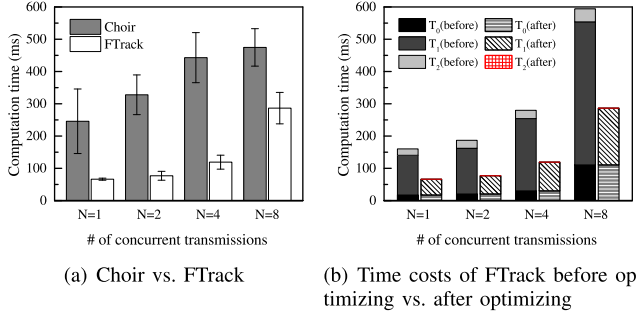 Computation time (ms)
600
500
400
300
200
100
0
Choir
FTrack
N=1 N=2 N=4 N=8
# of concurrent transmissions
(a) Choir vs. FTrack
Computation time (ms)
600
500
400
300
200
100
0
T0(before) T0(after)
T1(before) T1(after)
T2(before) T2(after)
N=1 N=2 N=4 N=8
# of concurrent transmissions
(b) Time costs of FTrack before op
timizing vs. after optimizing